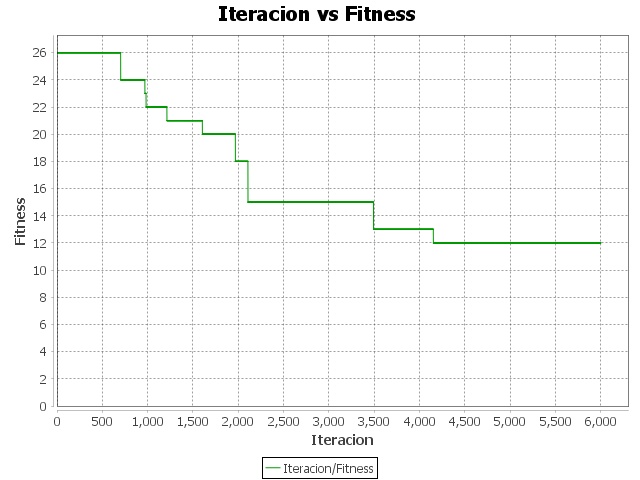 Iteracion vs Fitness
26
24
22
20
18
16
14
12
10
8
6
4
2
0
Fitness
0 500 1,000 1,500 2,000 2,500 3,000 3,500 4,000 4,500 5,000 5,500 6,000
Iteracion
Iteracion/Fitness